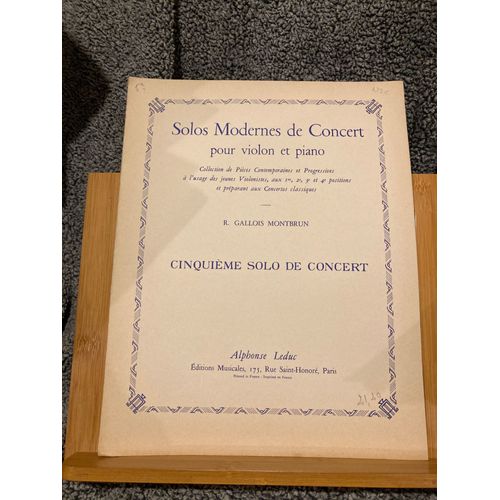 Solos Modernes de Concert
pour violon et piano
Collection de Pièces Contemporaines et Progressives
à l'usage des jeunes Violonistes, aux 1re, 2e, 3e et 4e positions
et préparant aux Concertos classiques
R. GALLOIS MONTBRUN
CINQUIÈME SOLO DE CONCERT
Alphonse Leduc
Éditions Musicales, 175, Rue Saint-Honoré, Paris
Printed in France - Imprimé en France